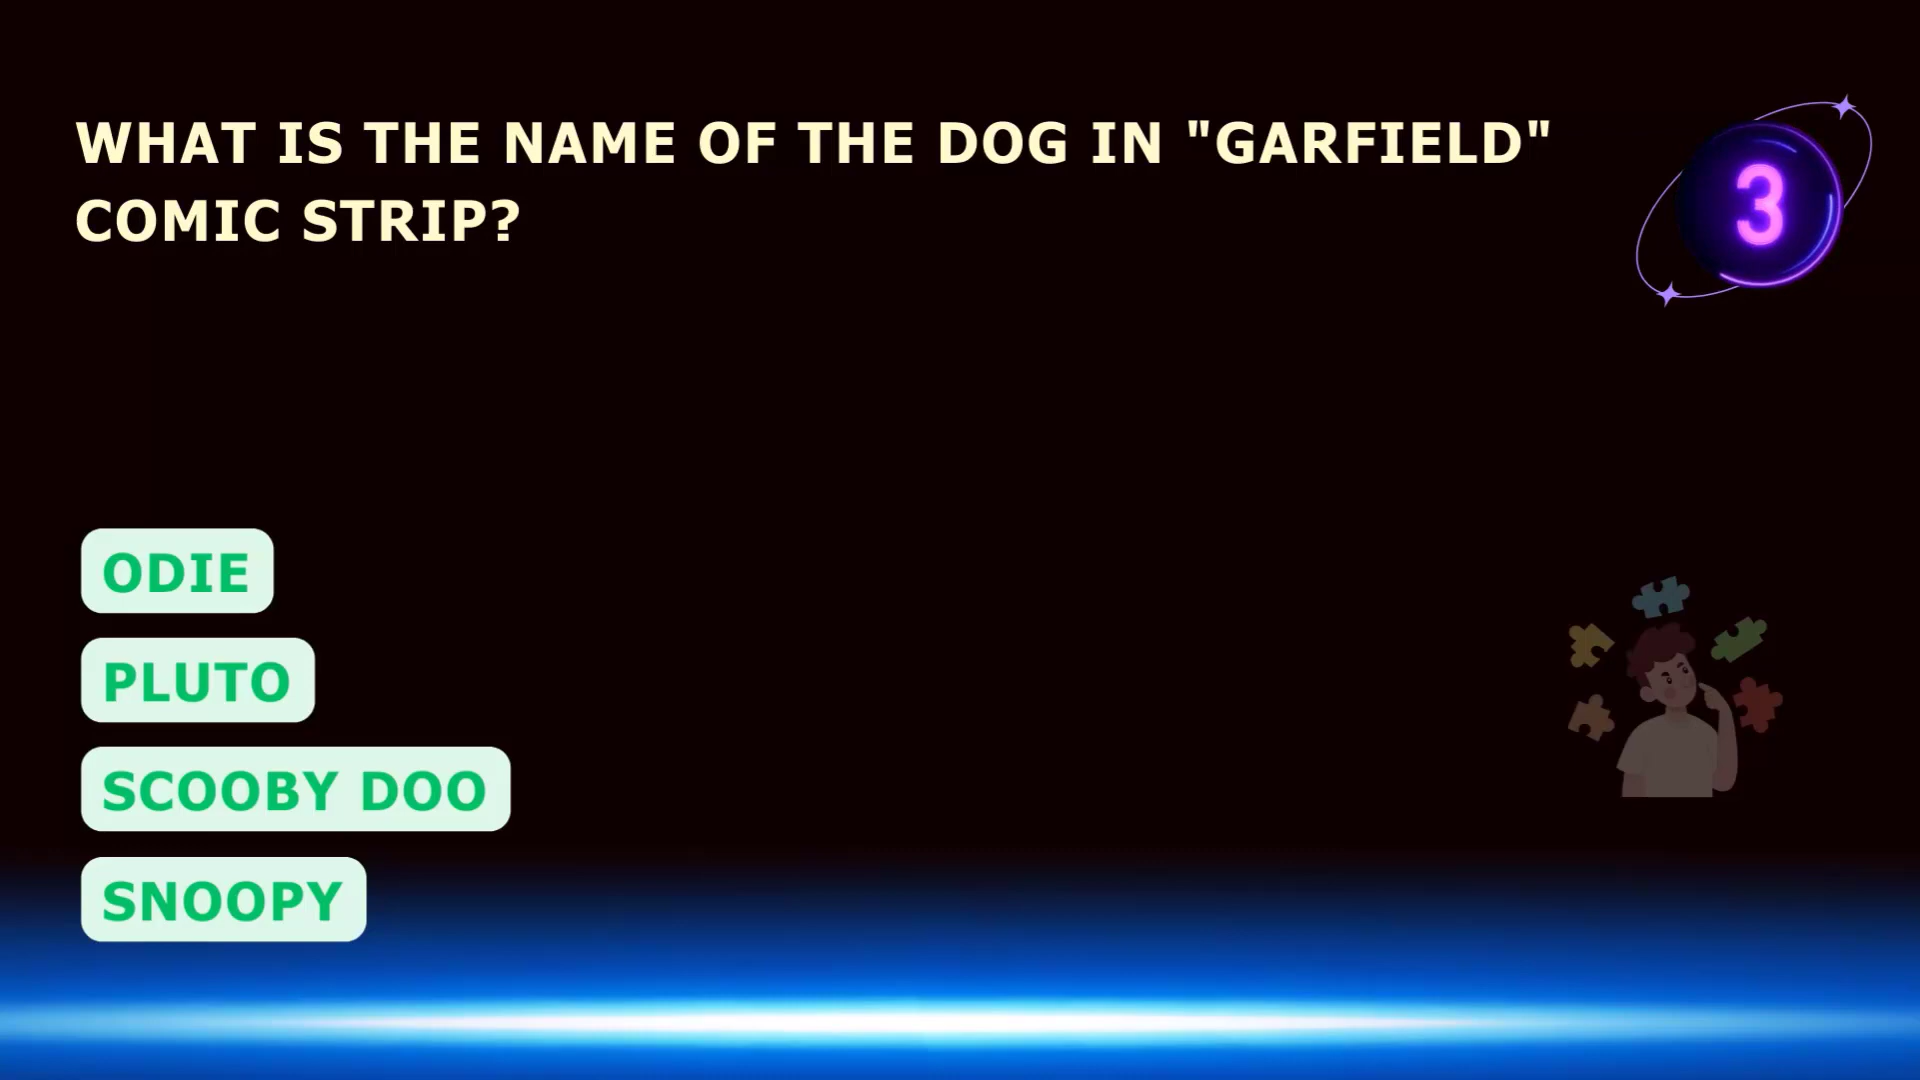 WHAT IS THE NAME OF THE DOG IN "GARFIELD"
COMIC STRIP?
3
ODIE
PLUTO
SCOOBY DOO
SNOOPY